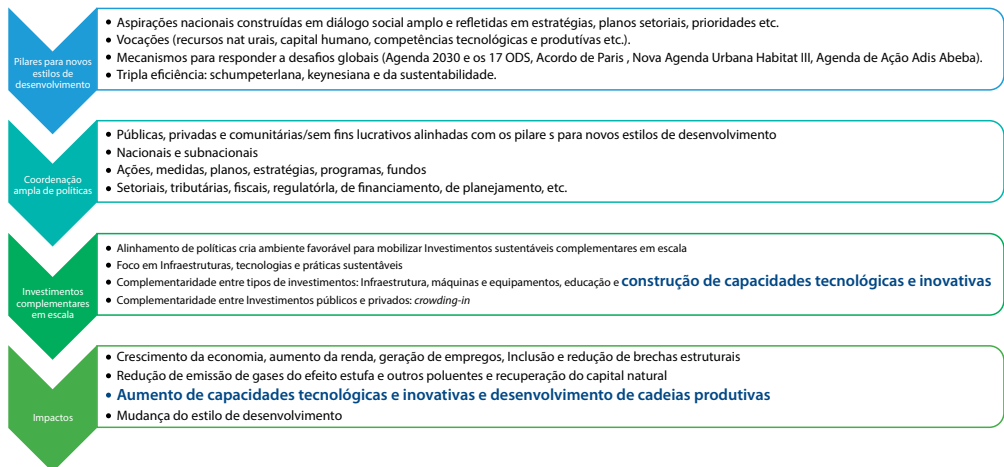 Pilares para novos
estilos de
desenvolvimento
• Aspirações nacionais construídas em diálogo social amplo e refletidas em estratégias, planos setoriais, prioridades etc.
• Vocações (recursos nat urais, capital humano, competências tecnológicas e produtívas etc.).
• Mecanismos para responder a desafios globais (Agenda 2030 e os 17 ODS, Acordo de Paris , Nova Agenda Urbana Habitat III, Agenda de Ação Adis Abeba).
• Tripla eficiência: schumpeterlana, keynesiana e da sustentabilidade.
Coordenação
ampla de políticas
• Públicas, privadas e comunitárias/sem fins lucrativos alinhadas com os pilare s para novos estilos de desenvolvimento
• Nacionais e subnacionais
• Ações, medidas, planos, estratégias, programas, fundos
• Setoriais, tributárias, fiscais, regulatórla, de financiamento, de planejamento, etc.
Investimentos
complementares
em escala
• Alinhamento de políticas cria ambiente favorável para mobilizar Investimentos sustentáveis complementares em escala
• Foco em Infraestruturas, tecnologias e práticas sustentâveis
• Complementaridade entre tipos de investimentos: Infraestrutura, máquinas e equipamentos, educação e construção de capacidades tecnológicas e inovativas
• Complementaridade entre Investimentos públicos e privados: crowding-in
Impactos
• Crescimento da economia, aumento da renda, geração de empregos, Inclusão e redução de brechas estruturais
• Redução de emissão de gases do efeito estufa e outros poluentes e recuperação do capital natural
• Aumento de capacidades tecnológicas e inovativas e desenvolvimento de cadeias produtivas
• Mudança do estilo de desenvolvimento